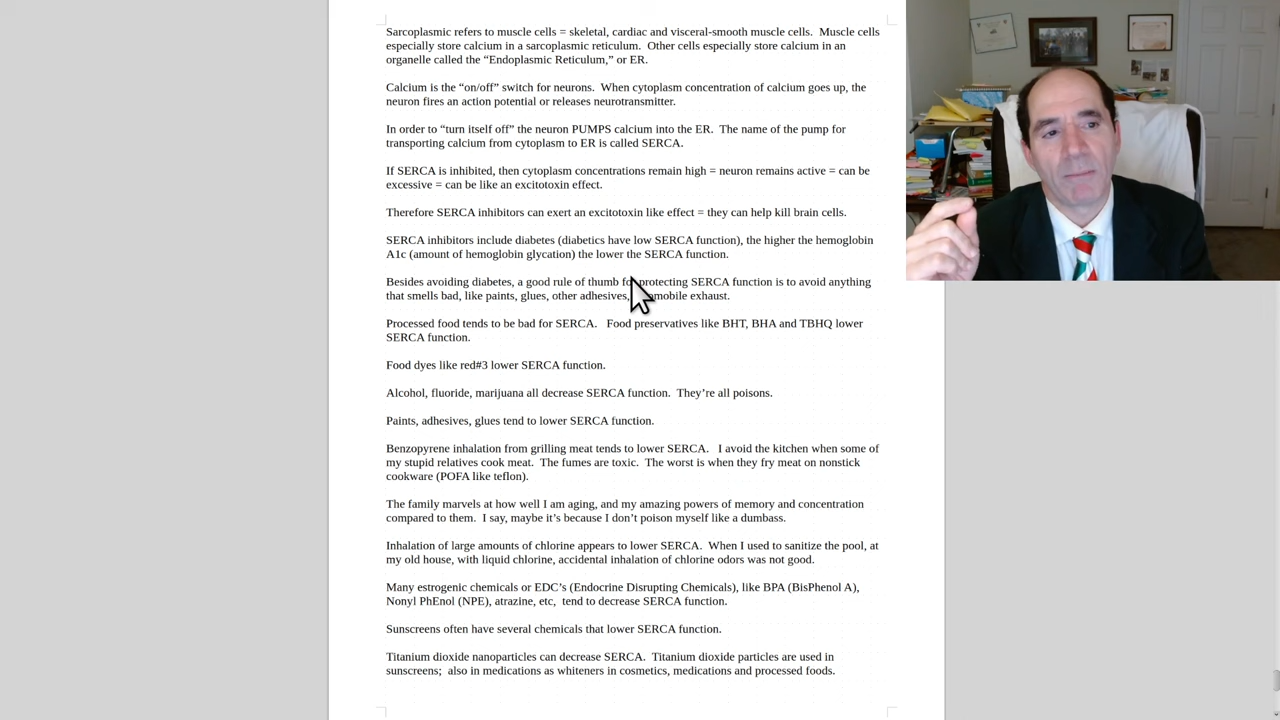 Sarcoplasmic refers to muscle cells = skeletal, cardiac and visceral-smooth muscle cells.  Muscle cells
especially store calcium in a sarcoplasmic reticulum.  Other cells especially store calcium in an
organelle called the “Endoplasmic Reticulum,” or ER.
Calcium is the “on/off” switch for neurons.  When cytoplasm concentration of calcium goes up, the
neuron fires an action potential or releases neurotransmitter.
In order to “turn itself off” the neuron PUMPS calcium into the ER.  The name of the pump for
transporting calcium from cytoplasm to ER is called SERCA.
If SERCA is inhibited, then cytoplasm concentrations remain high = neuron remains active = can be
excessive = can be like an excitotoxin effect.
Therefore SERCA inhibitors can exert an excitotoxin like effect = they can help kill brain cells.
SERCA inhibitors include diabetes (diabetics have low SERCA function), the higher the hemoglobin
A1c (amount of hemoglobin glycation) the lower the SERCA function.
Besides avoiding diabetes, a good rule of thumb for protecting SERCA function is to avoid anything
that smells bad, like paints, glues, other adhesives, mobile exhaust.
Processed food tends to be bad for SERCA.   Food preservatives like BHT, BHA and TBHQ lower
SERCA function.
Food dyes like red#3 lower SERCA function.
Alcohol, fluoride, marijuana all decrease SERCA function.  They’re all poisons.
Paints, adhesives, glues tend to lower SERCA function.
Benzopyrene inhalation from grilling meat tends to lower SERCA.   I avoid the kitchen when some of
my stupid relatives cook meat.  The fumes are toxic.  The worst is when they fry meat on nonstick
cookware (POFA like teflon).
The family marvels at how well I am aging, and my amazing powers of memory and concentration
compared to them.  I say, maybe it’s because I don’t poison myself like a dumbass.
Inhalation of large amounts of chlorine appears to lower SERCA.  When I used to sanitize the pool, at
my old house, with liquid chlorine, accidental inhalation of chlorine odors was not good.
Many estrogenic chemicals or EDC’s (Endocrine Disrupting Chemicals), like BPA (BisPhenol A),
Nonyl PhEnol (NPE), atrazine, etc,  tend to decrease SERCA function.
Sunscreens often have several chemicals that lower SERCA function.
Titanium dioxide nanoparticles can decrease SERCA.  Titanium dioxide particles are used in
sunscreens;  also in medications as whiteners in cosmetics, medications and processed foods.